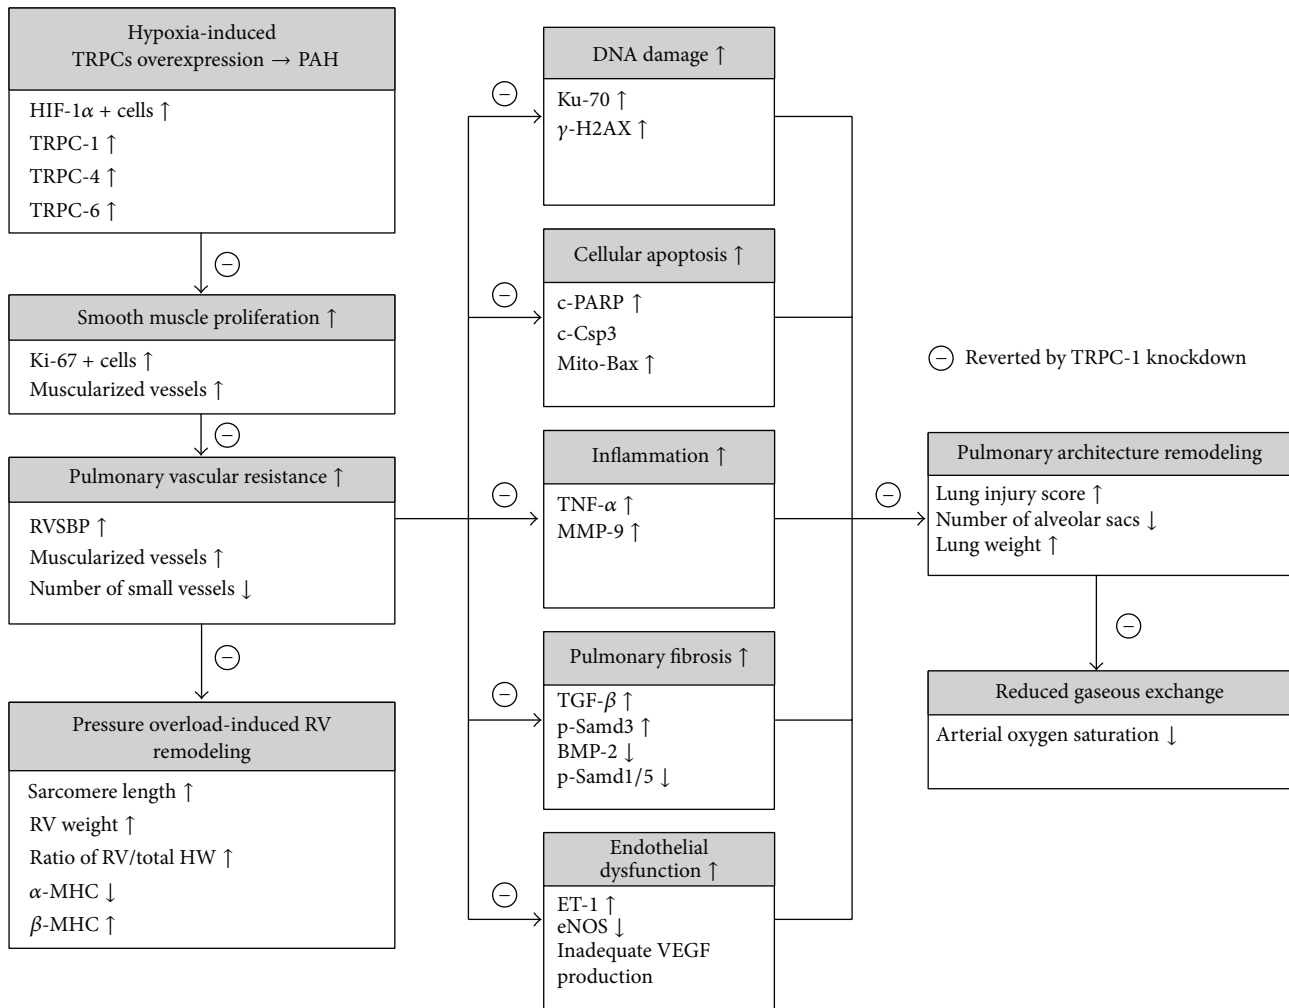 Hypoxia-induced
TRPCs overexpression → PAH
HIF-1α + cells ↑
TRPC-1 ↑
TRPC-4 ↑
TRPC-6 ↑
⊖
Smooth muscle proliferation ↑
Ki-67 + cells ↑
Muscularized vessels ↑
⊖
Pulmonary vascular resistance ↑
RVSBP ↑
Muscularized vessels ↑
Number of small vessels ↓
⊖
Pressure overload-induced RV
remodeling
Sarcomere length ↑
RV weight ↑
Ratio of RV/total HW ↑
α-MHC ↓
β-MHC ↑
⊖
DNA damage ↑
Ku-70 ↑
γ-H2AX ↑
⊖
Cellular apoptosis ↑
c-PARP ↑
c-Csp3
Mito-Bax ↑
⊖
Inflammation ↑
TNF-α ↑
MMP-9 ↑
⊖
Pulmonary fibrosis ↑
TGF-β ↑
p-Samd3 ↑
BMP-2 ↓
p-Samd1/5 ↓
⊖
Endothelial
dysfunction ↑
ET-1 ↑
eNOS ↓
Inadequate VEGF
production
⊖ Reverted by TRPC-1 knockdown
⊖
Pulmonary architecture remodeling
Lung injury score ↑
Number of alveolar sacs ↓
Lung weight ↑
⊖
Reduced gaseous exchange
Arterial oxygen saturation ↓